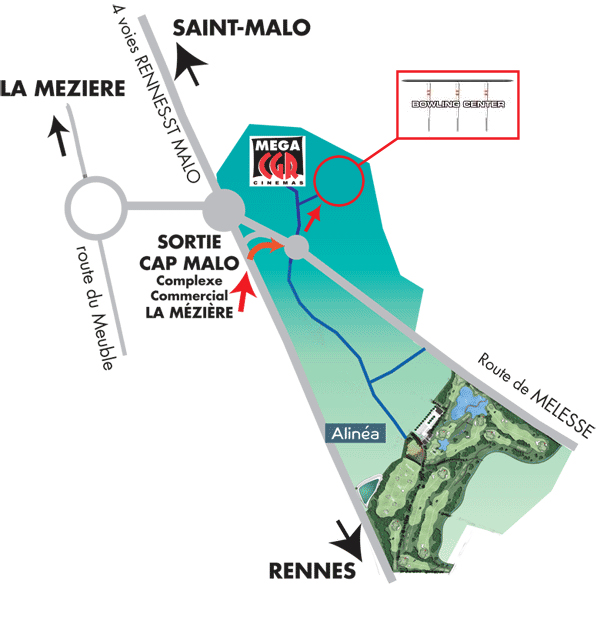 SAINT-MALO
4 voies RENNES-ST MALO
LA MEZIERE
BOWLING CENTER
MEGA
CGR
CINEMAS
SORTIE
CAP MALO
Complexe
Commercial
LA MÉZIÈRE
route du Meuble
Route de MELESSE
Alinéa
RENNES